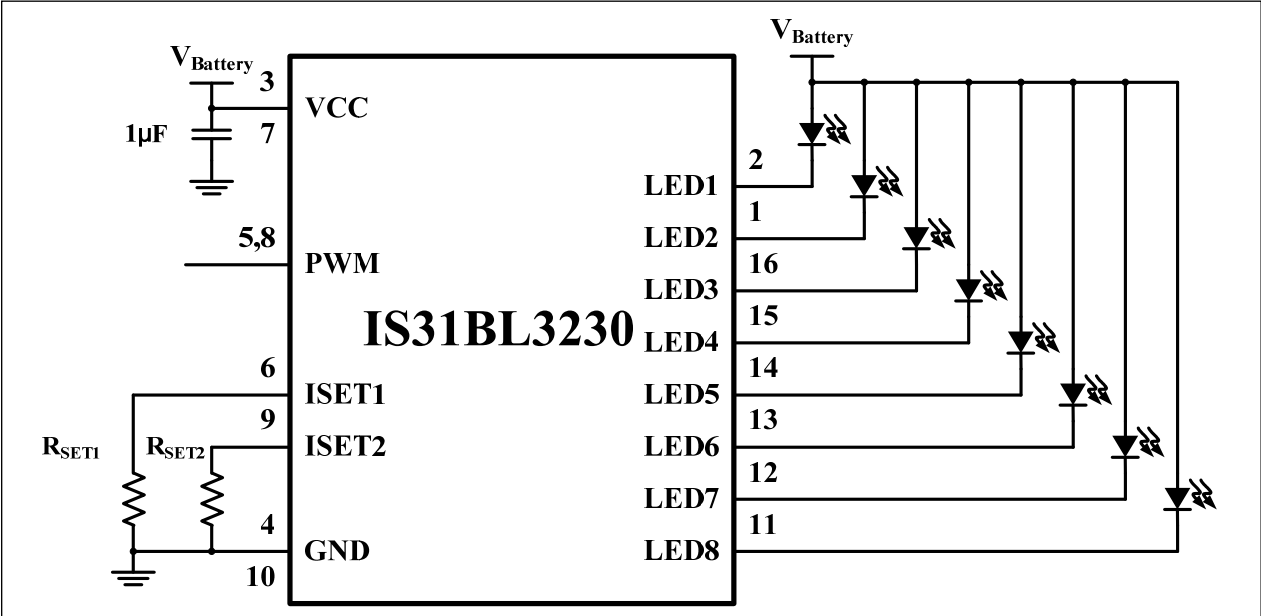 VBattery
3
VCC
1µF
7
5,8
PWM
IS31BL3230
6
ISET1
9
ISET2
RSET1
RSET2
4
GND
10
VBattery
2
LED1
1
LED2
16
LED3
15
LED4
14
LED5
13
LED6
12
LED7
11
LED8